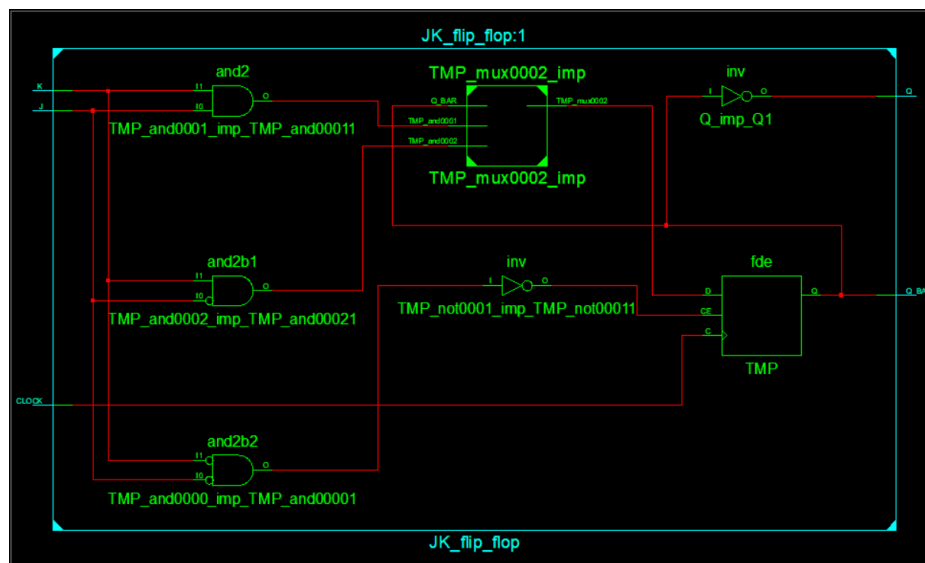 JK_flip_flop:1
and2
TMP_mux0002_imp
inv
K
J
I1
I0
O
TMP_and0001_imp_TMP_and00011
Q_BAR
TMP_and0001
TMP_and0002
TMP_mux0002
TMP_mux0002_imp
I
O
Q_imp_Q1
Q
and2b1
I1
I0
O
TMP_and0002_imp_TMP_and00021
inv
I
O
TMP_not0001_imp_TMP_not00011
fde
D
CE
C
Q
TMP
Q_BA
CLOCK
and2b2
I1
I0
O
TMP_and0000_imp_TMP_and00001
JK_flip_flop